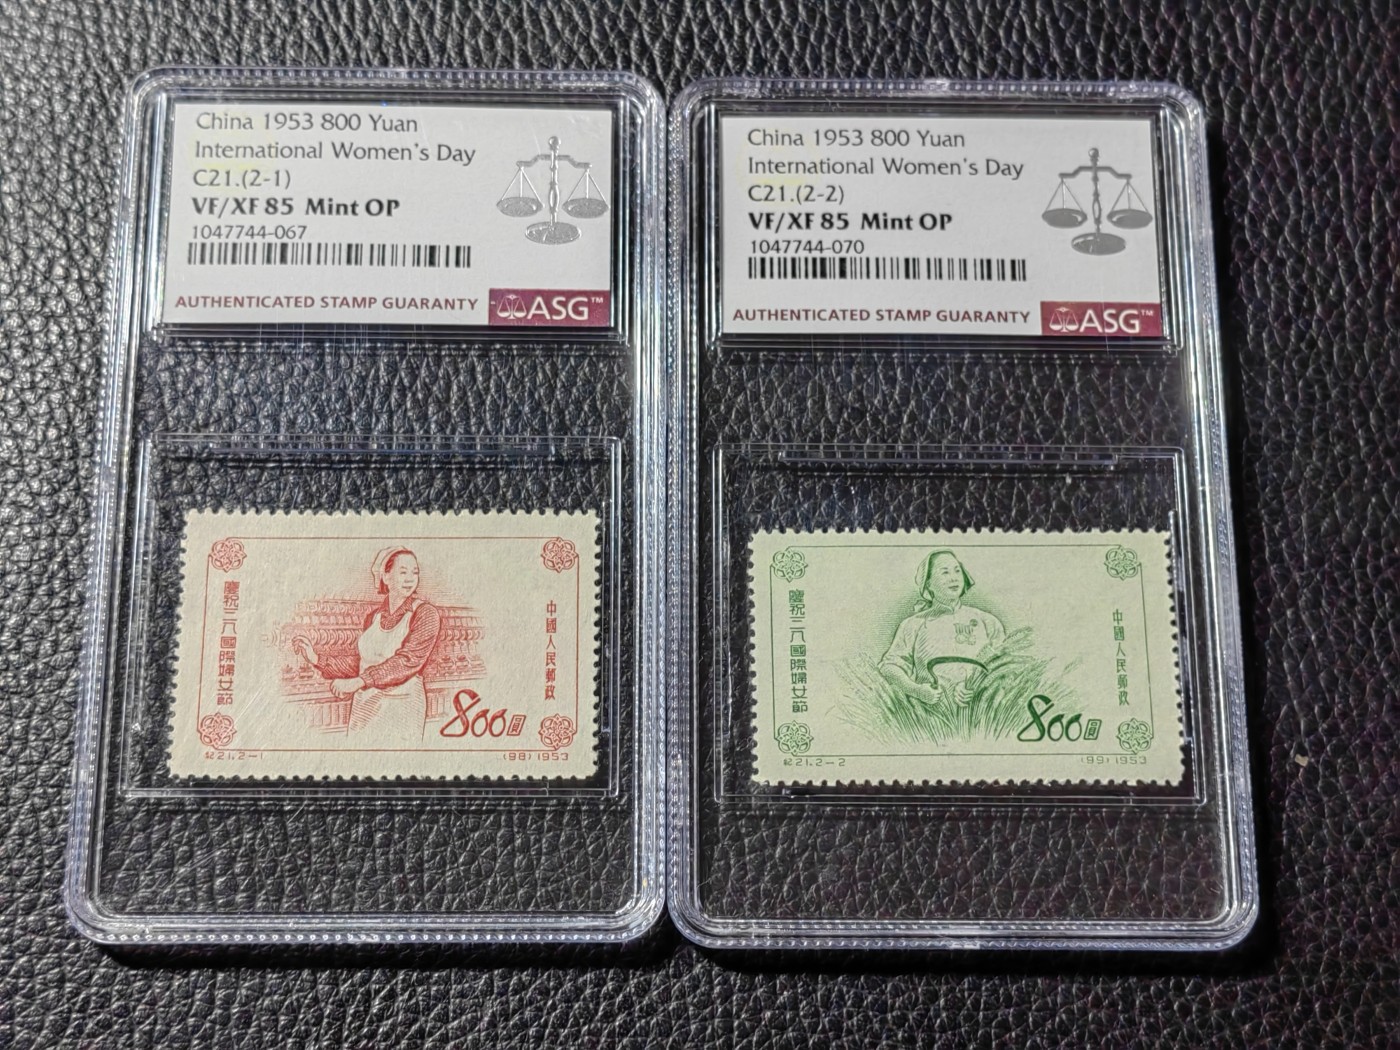 China 1953 800 Yuan
International Women's Day
C21.(2-1)
VF/XF 85 Mint OP
1047744-067
AUTHENTICATED STAMP GUARANTY ASG™
慶祝三八國際婦女節
中國人民郵政
800圓
紀21.2-1
(98)1953
China 1953 800 Yuan
International Women's Day
C21.(2-2)
VF/XF 85 Mint OP
1047744-070
AUTHENTICATED STAMP GUARANTY ASG™
慶祝三八國際婦女節
中國人民郵政
800圓
紀21.2-2
(99)1953